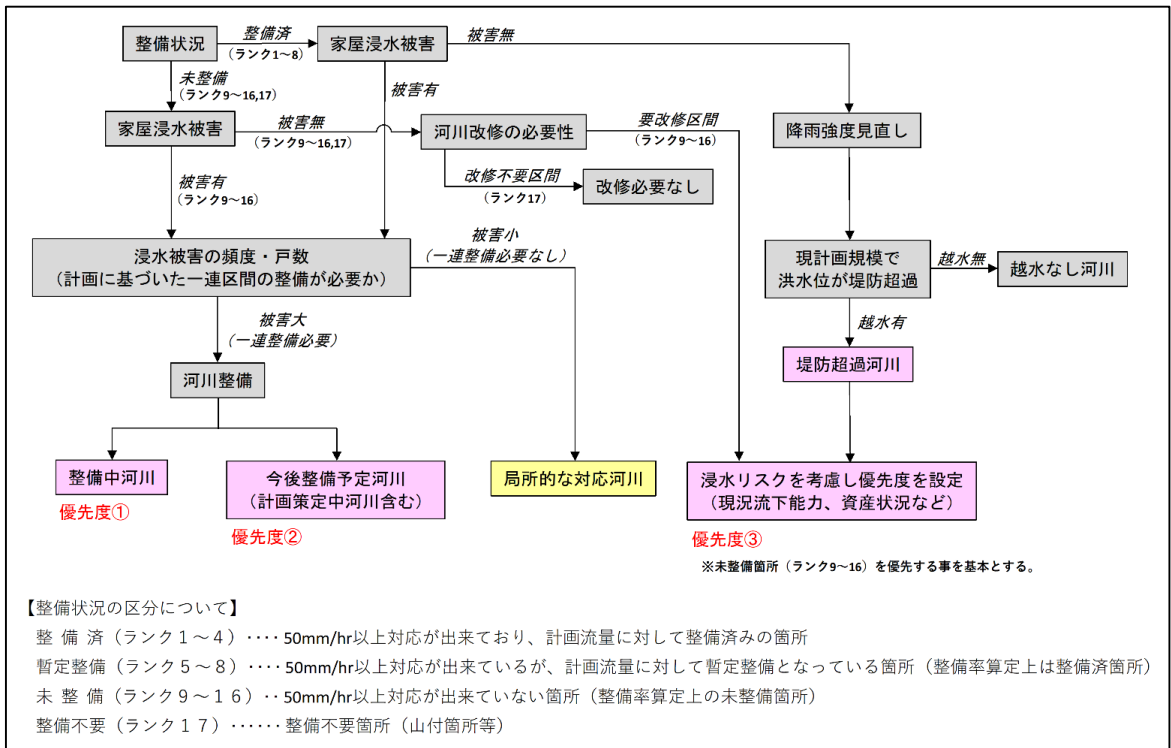 整備状況
整備済
（ランク1～8）
家屋浸水被害
被害無
未整備
（ランク9～16,17）
被害有
家屋浸水被害
被害無
（ランク9～16,17）
河川改修の必要性
要改修区間
（ランク9～16）
降雨強度見直し
被害有
（ランク9～16）
改修不要区間
（ランク17）
改修必要なし
浸水被害の頻度・戸数
（計画に基づいた一連区間の整備が必要か）
被害小
（一連整備必要なし）
現計画規模で
洪水位が堤防超過
越水無
越水なし河川
被害大
（一連整備必要）
越水有
堤防超過河川
河川整備
整備中河川
優先度①
今後整備予定河川
（計画策定中河川含む）
優先度②
局所的な対応河川
浸水リスクを考慮し優先度を設定
（現況流下能力、資産状況など）
優先度③
※未整備箇所（ランク9～16）を優先する事を基本とする。
【整備状況の区分について】
整 備 済（ランク１～４）‥‥50mm/hr以上対応が出来ており、計画流量に対して整備済みの箇所
暫定整備（ランク５～８）‥‥50mm/hr以上対応が出来ているが、計画流量に対して暫定整備となっている箇所（整備率算定上は整備済箇所）
未 整 備（ランク９～１６）‥50mm/hr以上対応が出来ていない箇所（整備率算定上の未整備箇所）
整備不要（ランク１７）‥‥‥整備不要箇所（山付箇所等）